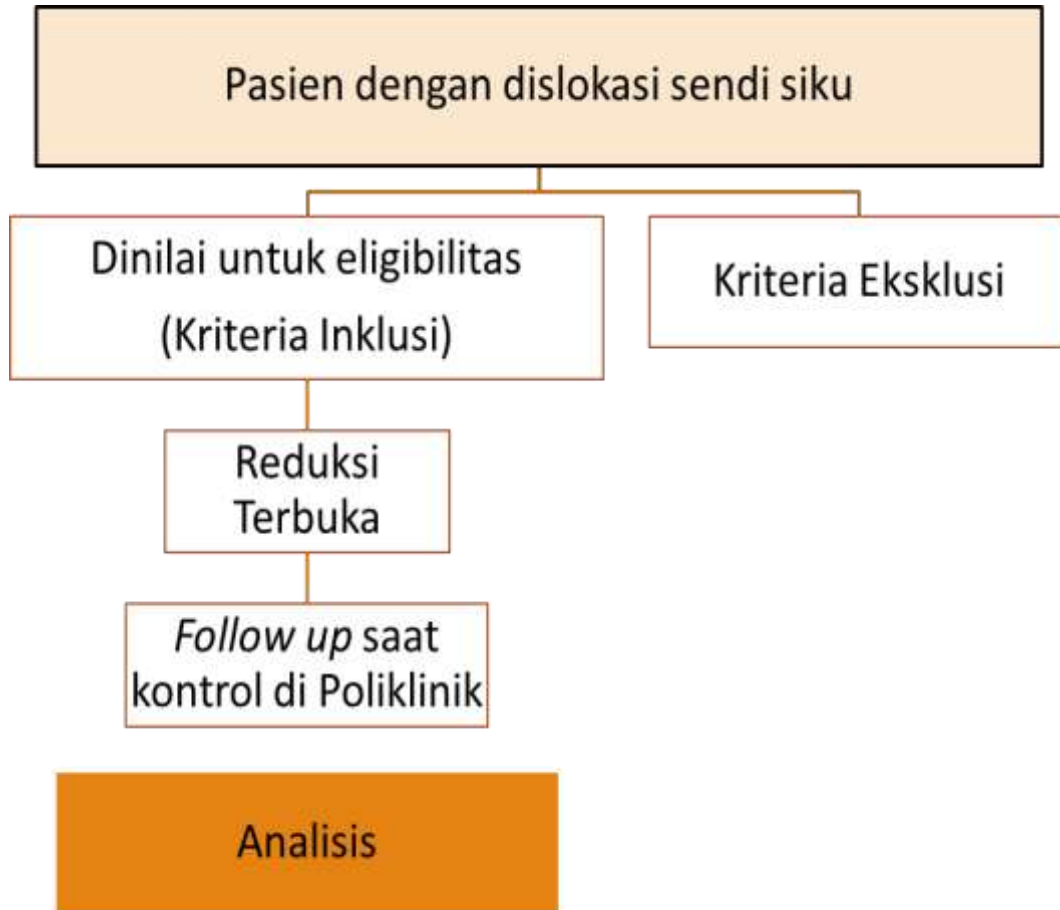 Pasien dengan dislokasi sendi siku
Dinilai untuk eligibilitas
(Kriteria Inklusi)
Kriteria Eksklusi
Reduksi
Terbuka
Follow up saat
kontrol di Poliklinik
Analisis